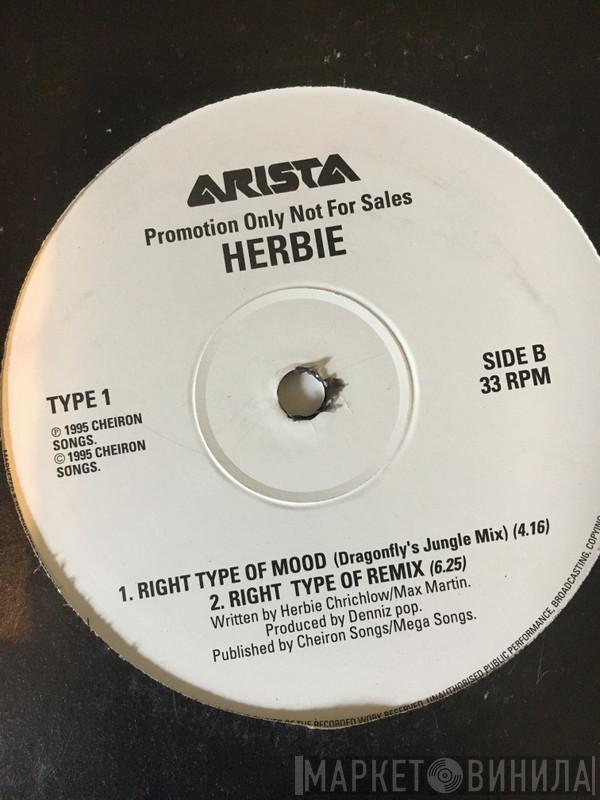 ARISTA
Promotion Only Not For Sales
HERBIE
TYPE 1
℗ 1995 CHEIRON
SONGS.
© 1995 CHEIRON
SONGS.
SIDE B
33 RPM
1. RIGHT TYPE OF MOOD (Dragonfly's Jungle Mix) (4.16)
2. RIGHT TYPE OF REMIX (6.25)
Written by Herbie Chrichlow/Max Martin.
Produced by Denniz pop.
Published by Cheiron Songs/Mega Songs.
OF THE RECORDED WORK RESERVED. UNAUTHORISED PUBLIC PERFORMANCE, BROADCASTING, COPYING
МАРКЕТ ВИНИЛА